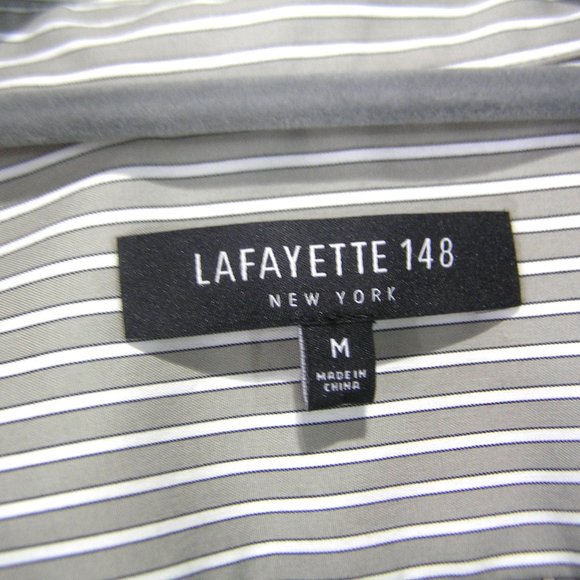 LAFAYETTE 148
NEW YORK
M
MADE IN
CHINA